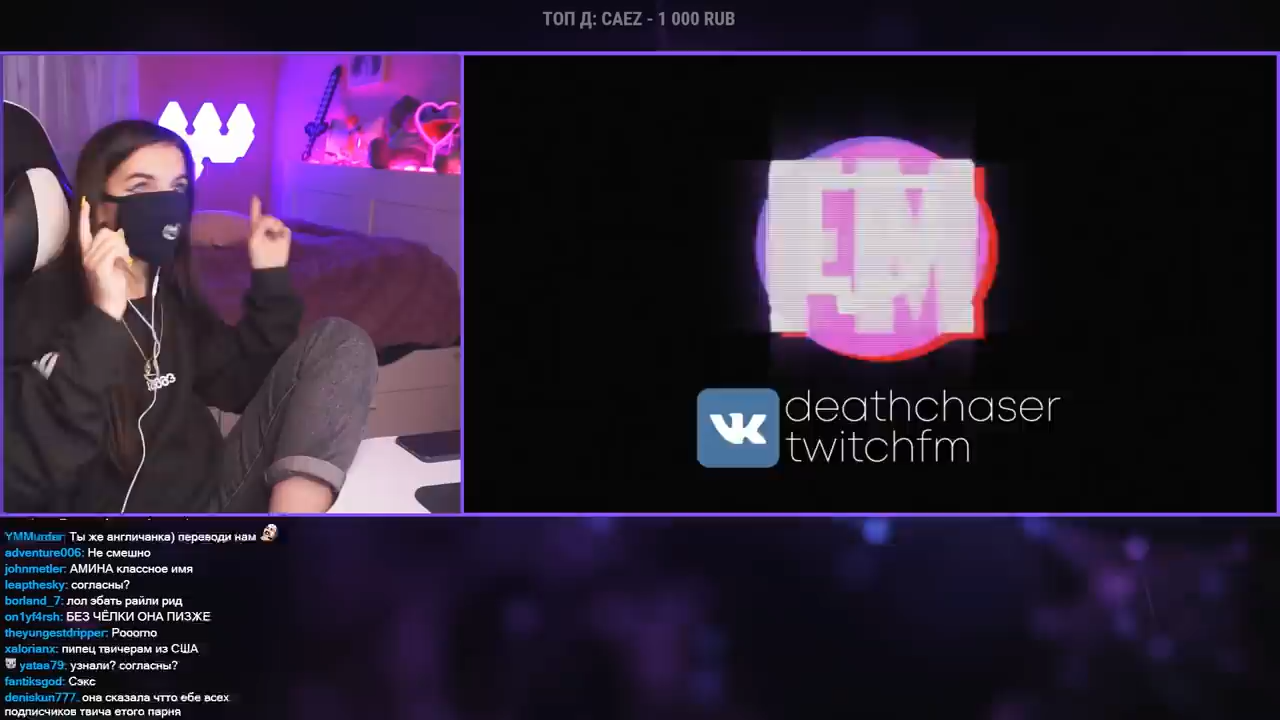 ТОП Д: CAEZ - 1 000 RUB
deathchaser
twitchfm
Ты же англичанка) переводи нам
adventure006: Не смешно
johnmetler: АМИНА классное имя
leapthesky: согласны?
borland_7: лол эбать райли рид
on1yf4rsh: БЕЗ ЧЁЛКИ ОНА ПИЗЖЕ
theyungestdripper: Pooorno
xalorianx: пипец твичерам из США
yataa79: узнали? согласны?
fantiksgod: Сэкс
deniskun777: она сказала чтто ебе всех
подписчиков твича етого парня